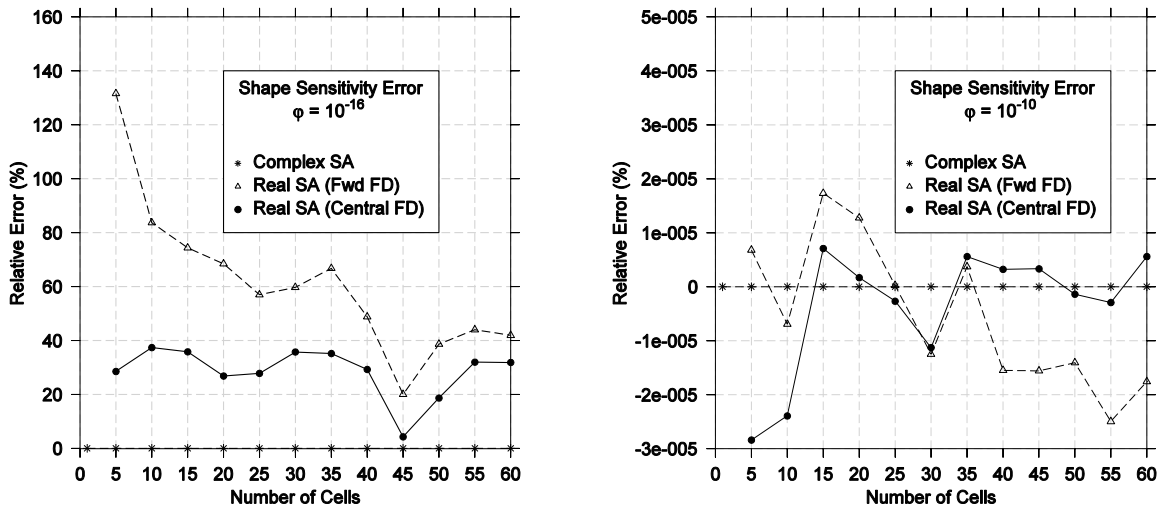 160
140
120
100
80
60
40
20
0
Relative Error (%)
5 10 15 20 25 30 35 40 45 50 55 60
Number of Cells
Shape Sensitivity Error
φ = 10⁻¹⁶
Complex SA
Real SA (Fwd FD)
Real SA (Central FD)
5e-005
4e-005
3e-005
2e-005
1e-005
0
-1e-005
-2e-005
-3e-005
Relative Error (%)
0 5 10 15 20 25 30 35 40 45 50 55 60
Number of Cells
Shape Sensitivity Error
φ = 10⁻¹⁰
Complex SA
Real SA (Fwd FD)
Real SA (Central FD)